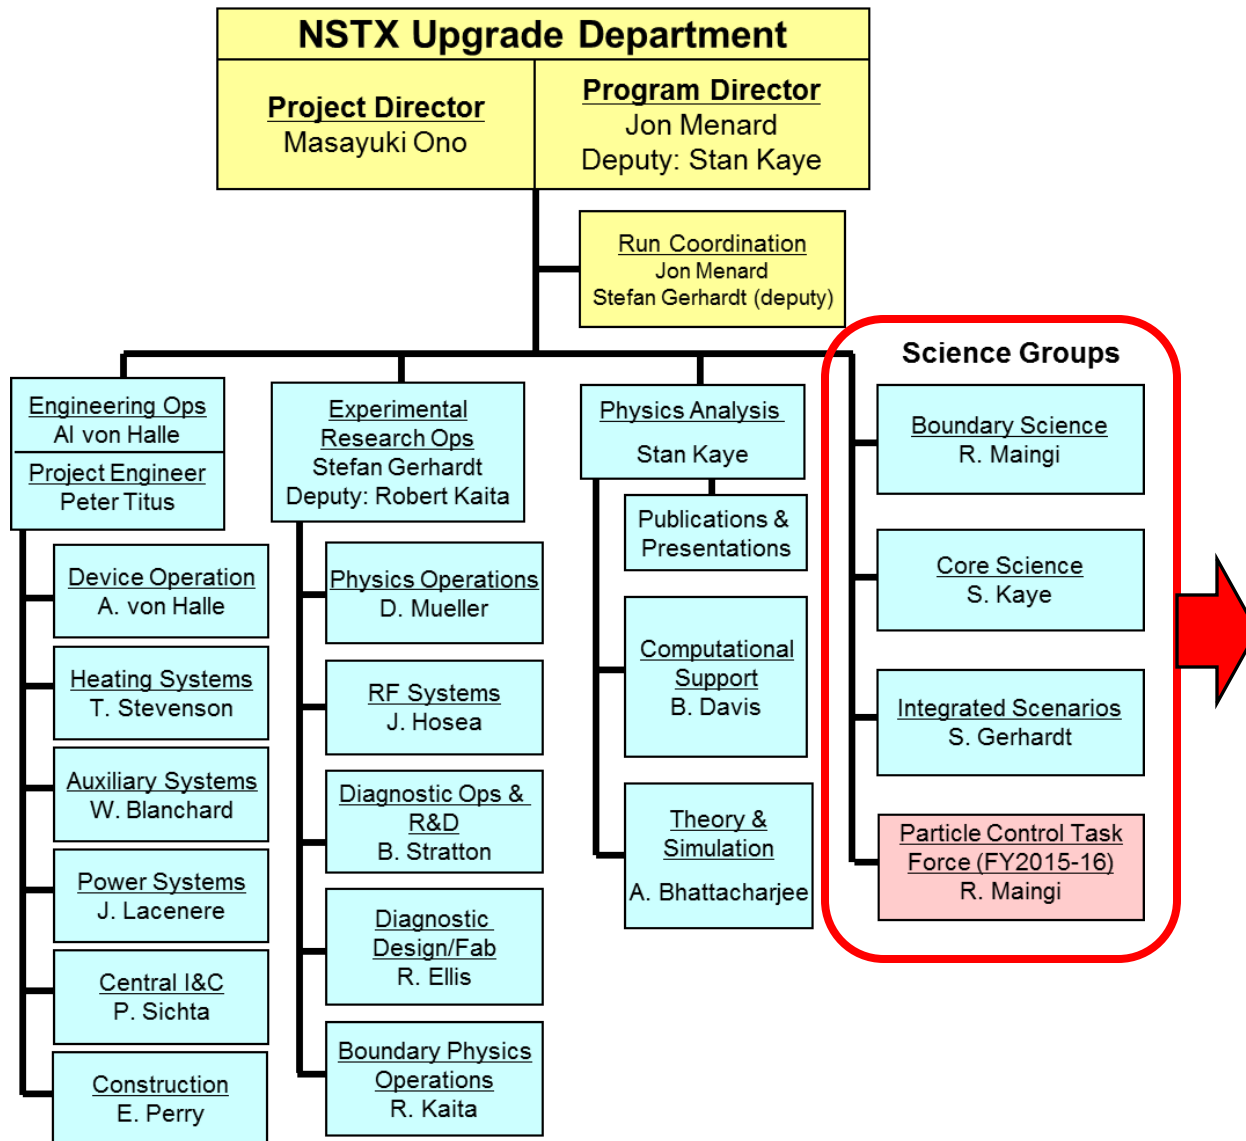 NSTX Upgrade Department
Project Director
Masayuki Ono
Program Director
Jon Menard
Deputy: Stan Kaye
Run Coordination
Jon Menard
Stefan Gerhardt (deputy)
Engineering Ops
Al von Halle
Project Engineer
Peter Titus
Device Operation
A. von Halle
Heating Systems
T. Stevenson
Auxiliary Systems
W. Blanchard
Power Systems
J. Lacenere
Central I&C
P. Sichta
Construction
E. Perry
Experimental
Research Ops
Stefan Gerhardt
Deputy: Robert Kaita
Physics Operations
D. Mueller
RF Systems
J. Hosea
Diagnostic Ops &
R&D
B. Stratton
Diagnostic
Design/Fab
R. Ellis
Boundary Physics
Operations
R. Kaita
Physics Analysis
Stan Kaye
Publications &
Presentations
Computational
Support
B. Davis
Theory &
Simulation
A. Bhattacharjee
Science Groups
Boundary Science
R. Maingi
Core Science
S. Kaye
Integrated Scenarios
S. Gerhardt
Particle Control Task
Force (FY2015-16)
R. Maingi